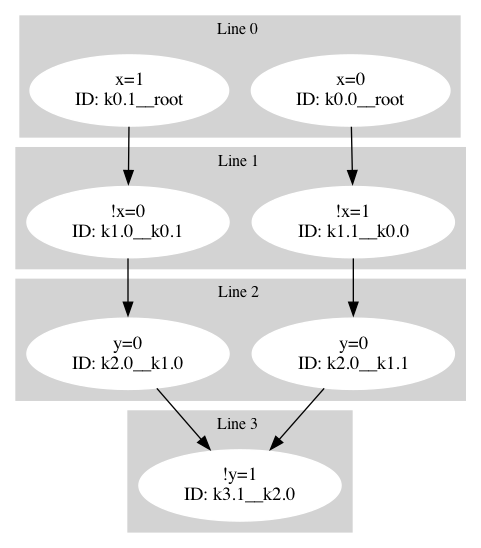 Line 0
x=1
ID: k0.1__root
x=0
ID: k0.0__root
Line 1
!x=0
ID: k1.0__k0.1
!x=1
ID: k1.1__k0.0
Line 2
y=0
ID: k2.0__k1.0
y=0
ID: k2.0__k1.1
Line 3
!y=1
ID: k3.1__k2.0